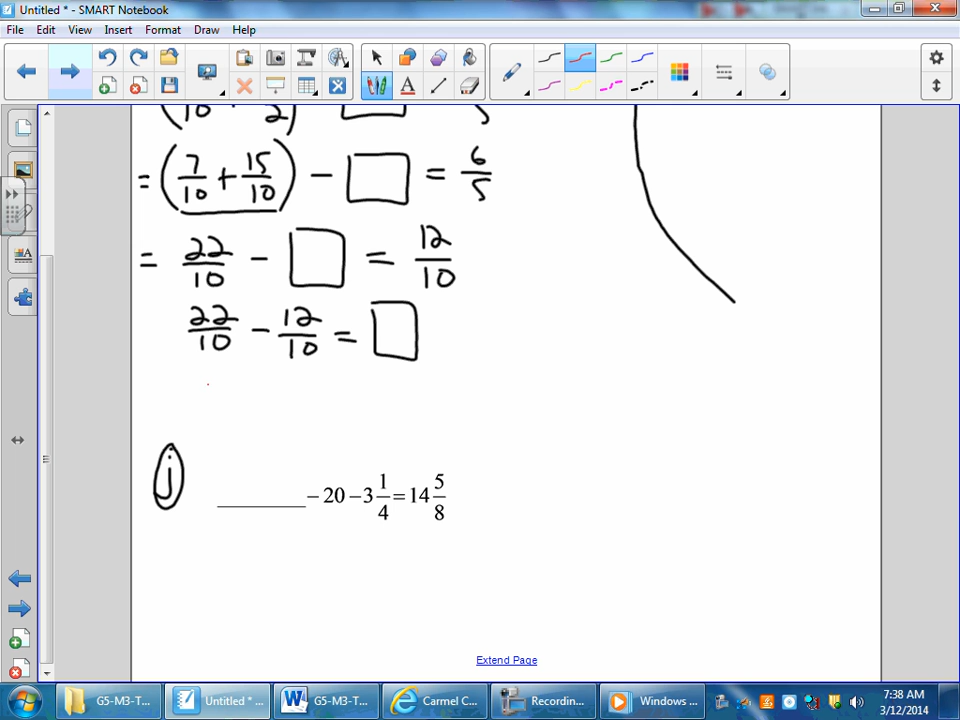 Untitled * - SMART Notebook
File Edit View Insert Format Draw Help
= (7/10 + 15/10) - □ = 6/5
= 22/10 - □ = 12/10
22/10 - 12/10 = □
j ________ - 20 - 3 1/4 = 14 5/8
Extend Page
G5-M3-T... Untitled * ... G5-M3-T... Carmel C... Recordin... Windows ... 7:38 AM
3/12/2014